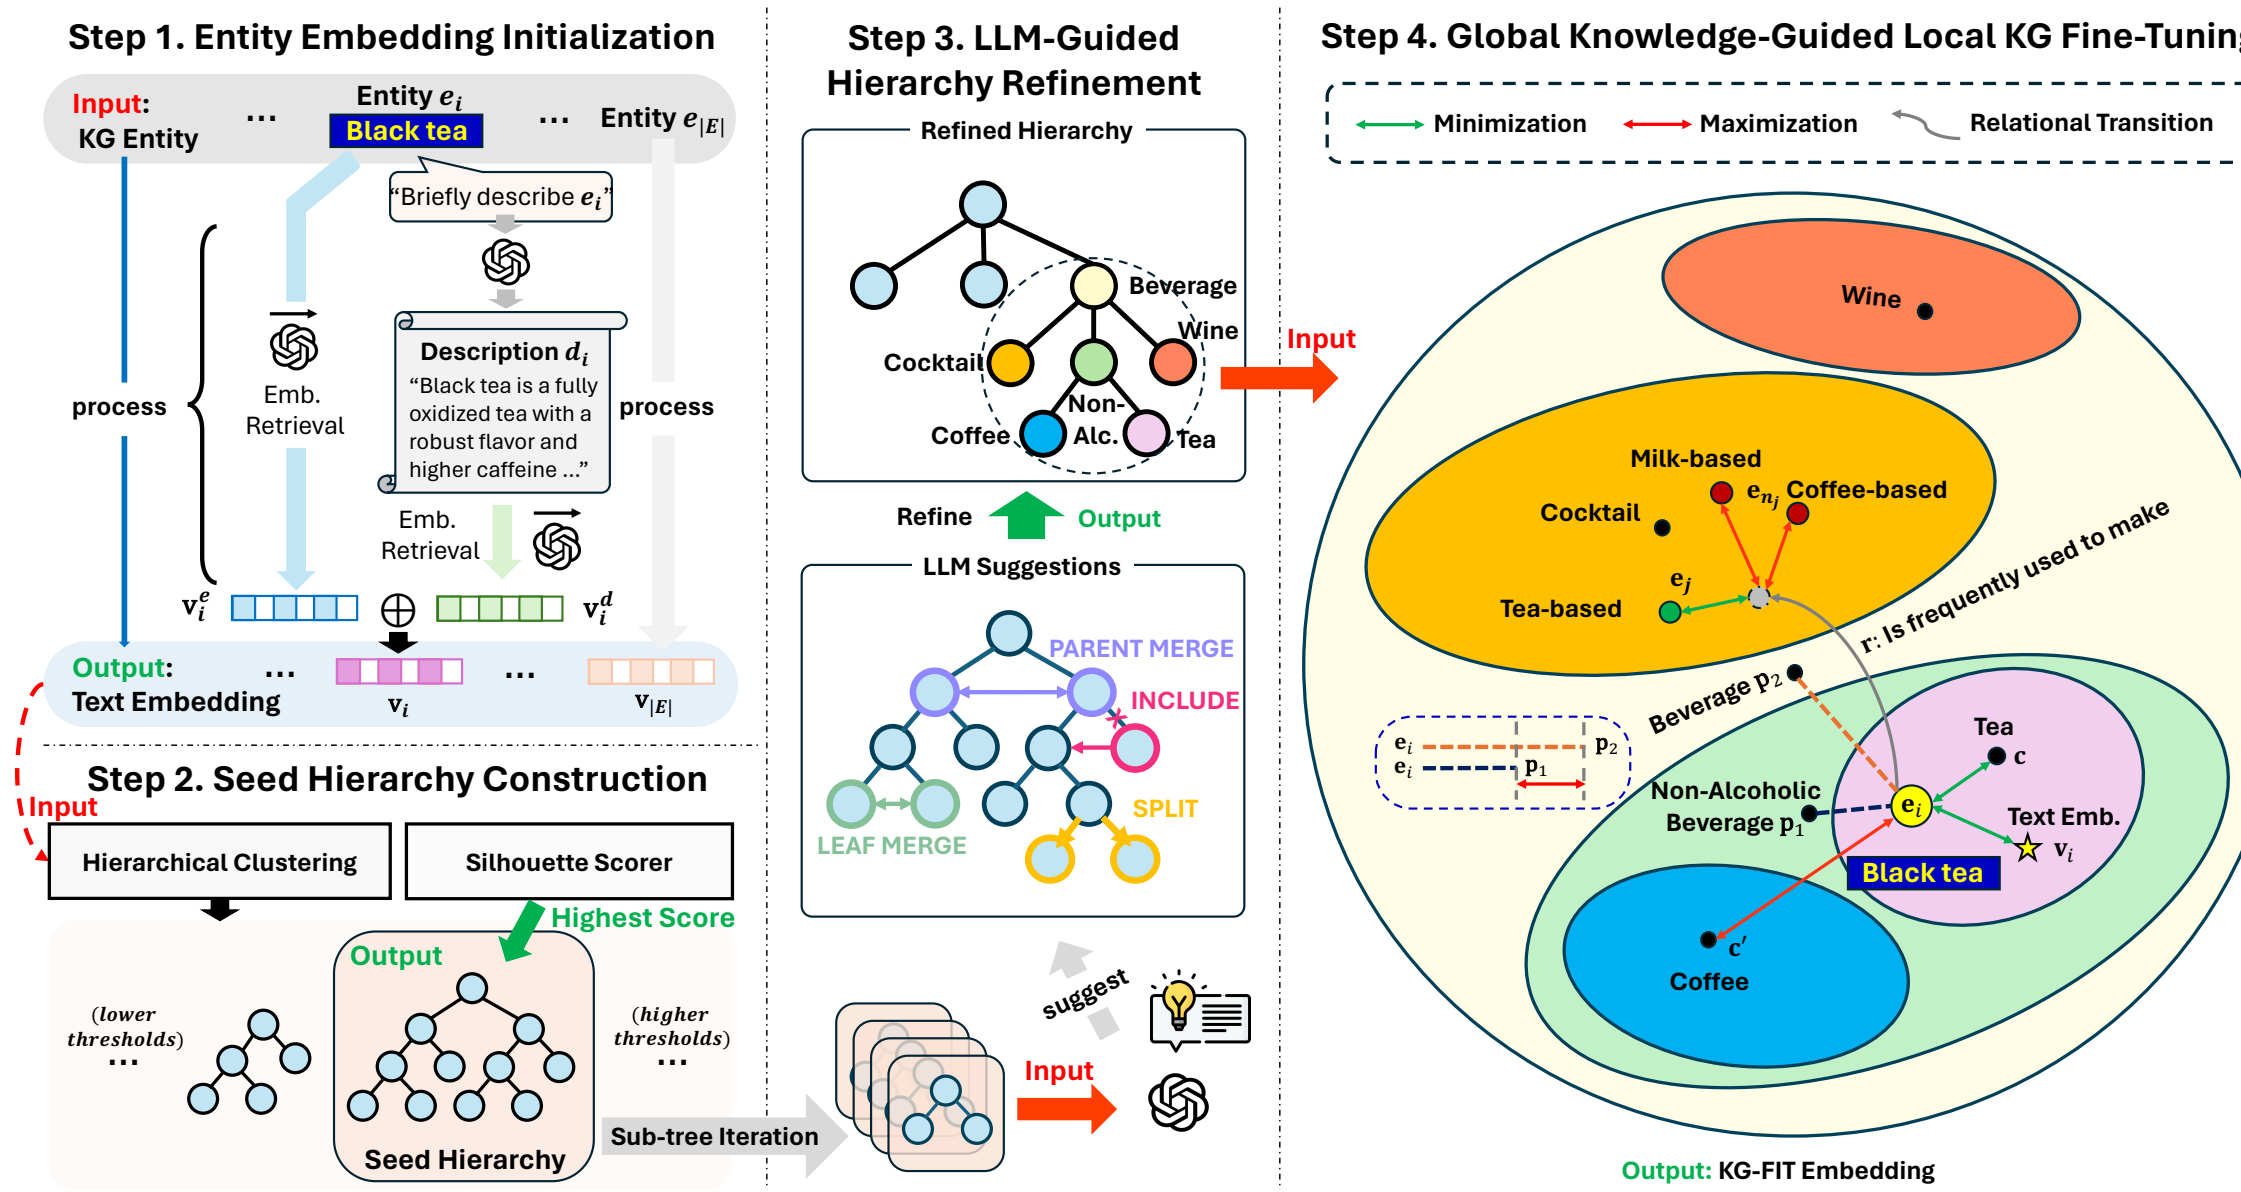 Step 1. Entity Embedding Initialization
Input:
KG Entity
...
Entity e_i
Black tea
...
Entity e_|E|
“Briefly describe e_i”
process
Emb.
Retrieval
Description d_i
“Black tea is a fully
oxidized tea with a
robust flavor and
higher caffeine ...”
process
Emb.
Retrieval
v_i^e
v_i^d
Output:
Text Embedding
...
v_i
...
v_|E|
Step 2. Seed Hierarchy Construction
Input
Hierarchical Clustering
Silhouette Scorer
Highest Score
Output
(lower
thresholds)
...
(higher
thresholds)
...
Seed Hierarchy
Sub-tree Iteration
Step 3. LLM-Guided
Hierarchy Refinement
Refined Hierarchy
Beverage
Wine
Cocktail
Non-
Alc.
Coffee
Tea
Refine
Output
LLM Suggestions
PARENT MERGE
INCLUDE
SPLIT
LEAF MERGE
suggest
Input
Input
Step 4. Global Knowledge-Guided Local KG Fine-Tuning
Minimization
Maximization
Relational Transition
Wine
Milk-based
e_n_j
Coffee-based
Cocktail
e_j
Tea-based
r: Is frequently used to make
Beverage p_2
e_i
p_2
e_i
p_1
Tea
c
Non-Alcoholic
Beverage p_1
e_i
Text Emb.
v_i
Black tea
c′
Coffee
Output: KG-FIT Embedding